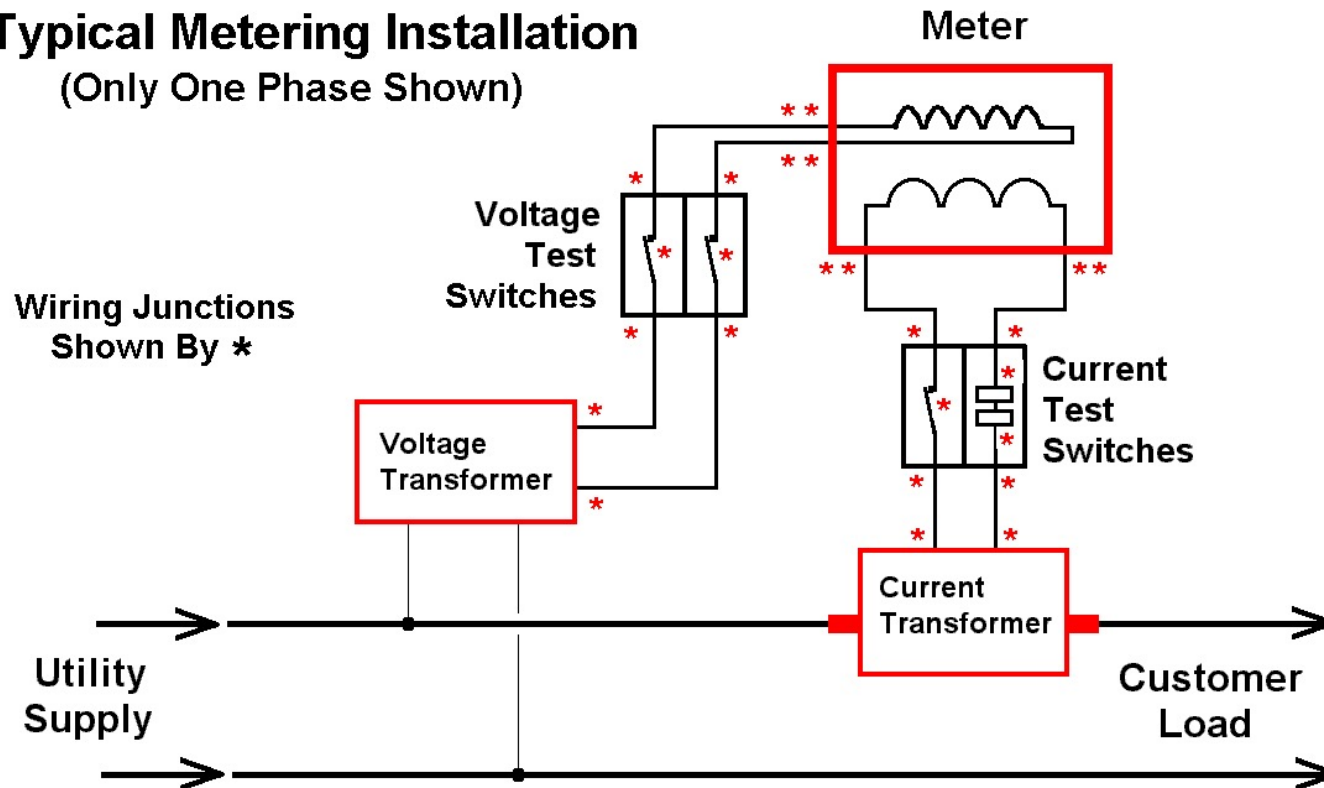 Typical Metering Installation
(Only One Phase Shown)
Meter
* *
* *
* *
Voltage
Test
Switches
* *
* *
* *
Wiring Junctions
Shown By *
* *
* *
Current
Test
Switches
*
*
*
* *
*
*
* *
Voltage
Transformer
Current
Transformer
Utility
Supply
Customer
Load